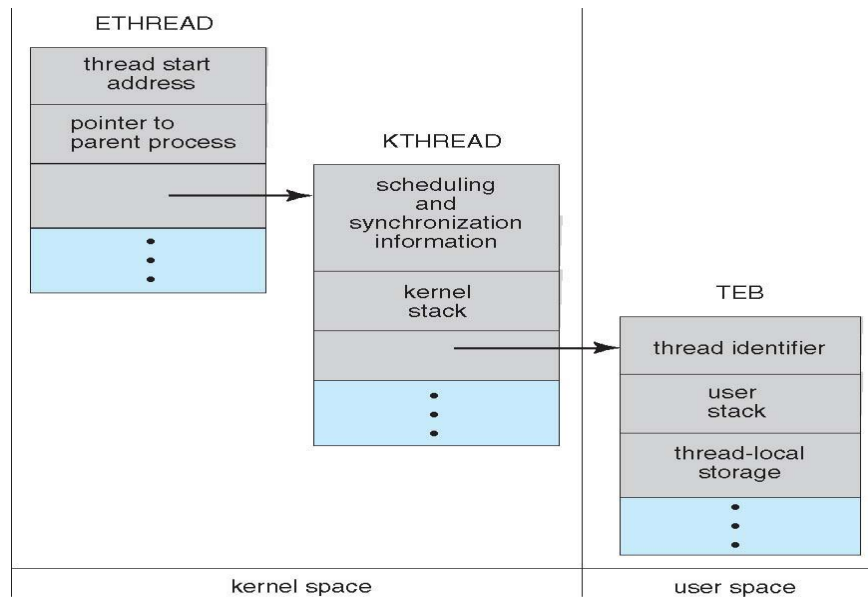 ETHREAD
thread start
address
pointer to
parent process
KTHREAD
scheduling
and
synchronization
information
kernel
stack
TEB
thread identifier
user
stack
thread-local
storage
kernel space
user space